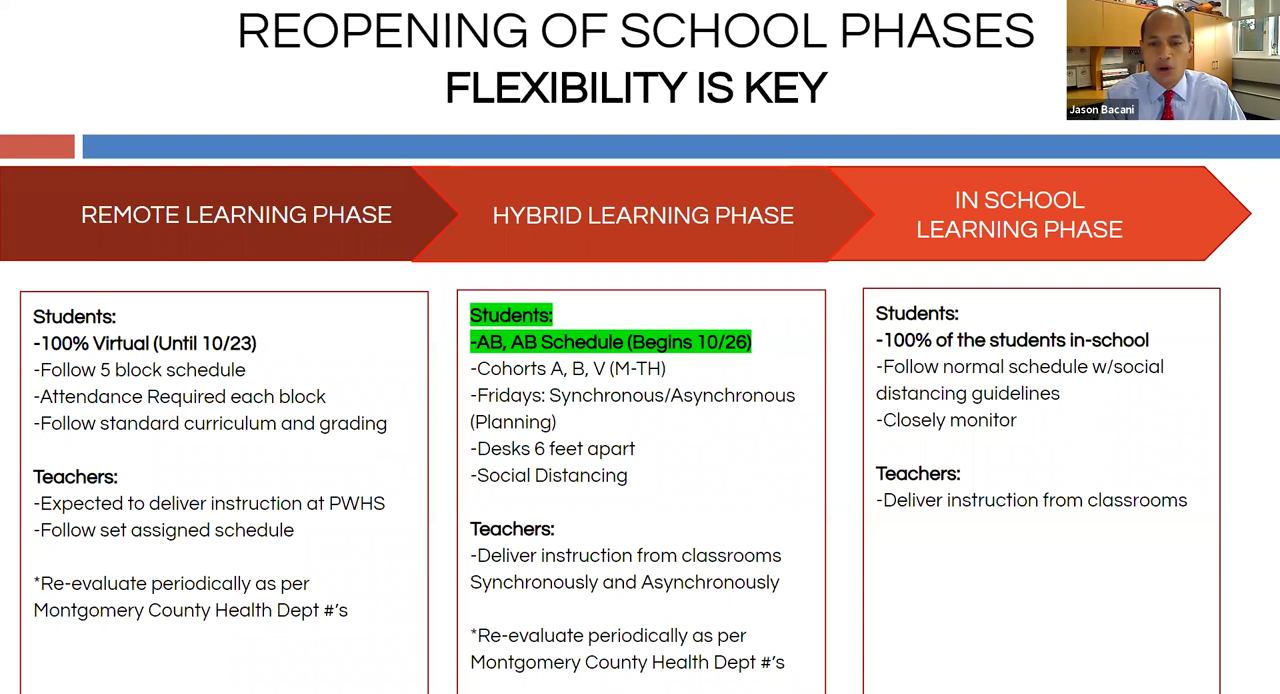 REOPENING OF SCHOOL PHASES
FLEXIBILITY IS KEY
Jason Bacani
REMOTE LEARNING PHASE
HYBRID LEARNING PHASE
IN SCHOOL
LEARNING PHASE
Students:
-100% Virtual (Until 10/23)
-Follow 5 block schedule
-Attendance Required each block
-Follow standard curriculum and grading
Teachers:
-Expected to deliver instruction at PWHS
-Follow set assigned schedule
*Re-evaluate periodically as per
Montgomery County Health Dept #'s
Students:
-AB, AB Schedule (Begins 10/26)
-Cohorts A, B, V (M-TH)
-Fridays: Synchronous/Asynchronous
(Planning)
-Desks 6 feet apart
-Social Distancing
Teachers:
-Deliver instruction from classrooms
Synchronously and Asynchronously
*Re-evaluate periodically as per
Montgomery County Health Dept #'s
Students:
-100% of the students in-school
-Follow normal schedule w/social
distancing guidelines
-Closely monitor
Teachers:
-Deliver instruction from classrooms